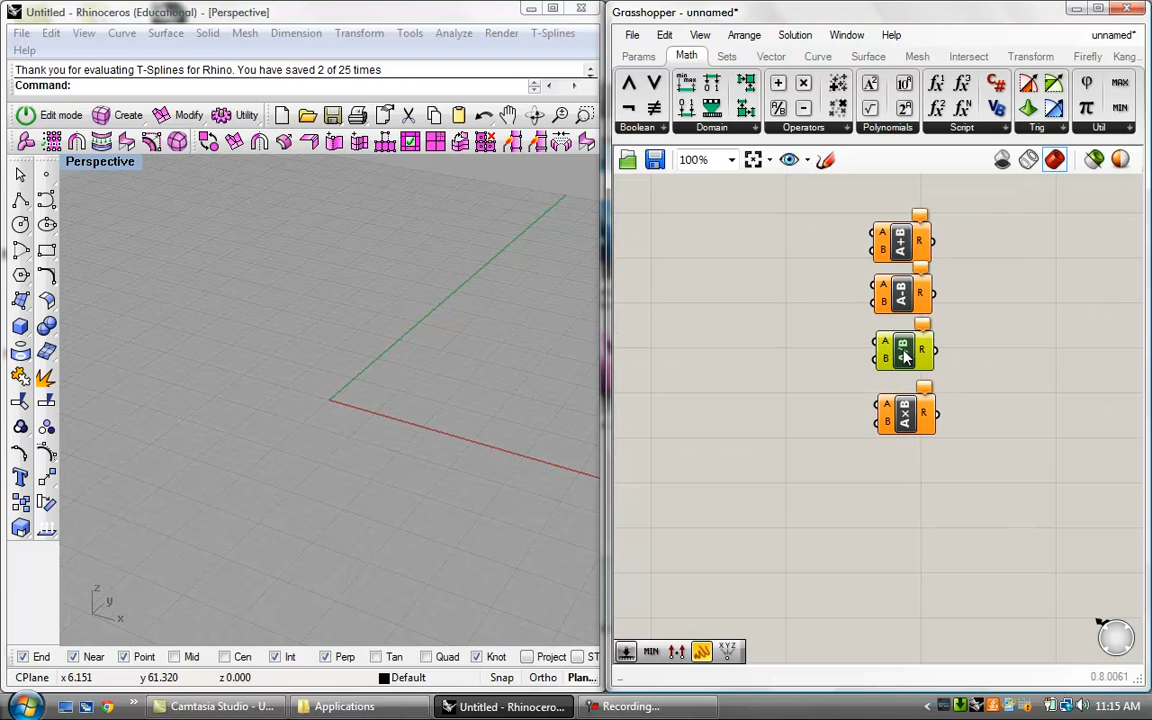 Untitled - Rhinoceros (Educational) - [Perspective]
File Edit View Curve Surface Solid Mesh Dimension Transform Tools Analyze Render T-Splines
Help
Thank you for evaluating T-Splines for Rhino. You have saved 2 of 25 times
Command:
Edit mode Create Modify Utility
Perspective
z
y
x
End Near Point Mid Cen Int Perp Tan Quad Knot Project ST
CPlane x 6.151 y 61.320 z 0.000 Default Snap Ortho Plan...
Grasshopper - unnamed*
File Edit View Arrange Solution Window Help unnamed*
Params Math Sets Vector Curve Surface Mesh Intersect Transform Firefly Kang
Boolean Domain Operators Polynomials Script Trig Util
100%
A B A+B R
A B A-B R
A B R
A B A×B R
0.8.0061
Camtasia Studio - U... Applications Untitled - Rhinocero... Recording... 11:15 AM